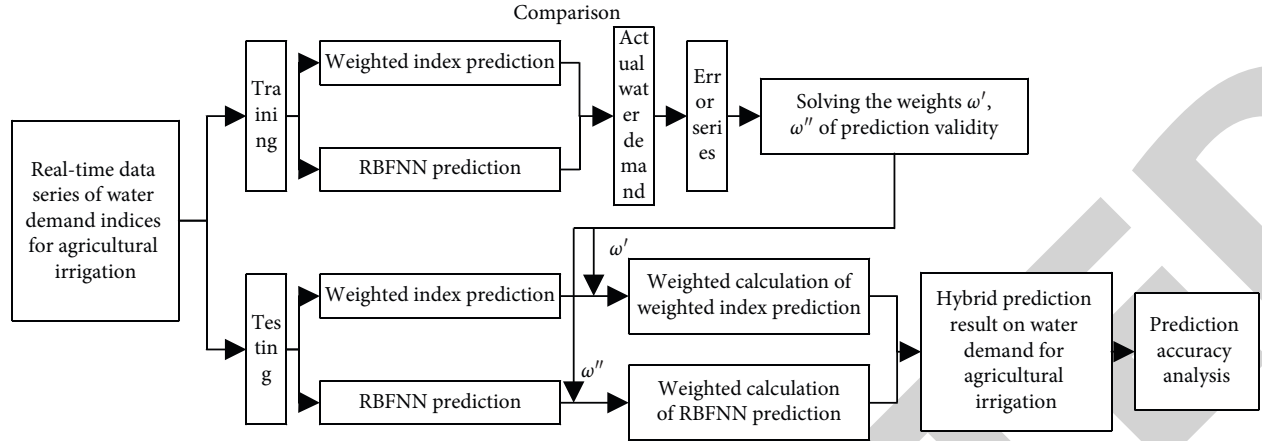 Comparison
Real-time data
series of water
demand indices
for agricultural
irrigation
Tra
ini
ng
Weighted index prediction
RBFNN prediction
Act
ual
wat
er
de
ma
nd
Err
or
seri
es
Solving the weights ω′,
ω″ of prediction validity
Tes
tin
g
Weighted index prediction
RBFNN prediction
ω′
ω″
Weighted calculation of
weighted index prediction
Weighted calculation
of RBFNN prediction
Hybrid prediction
result on water
demand for
agricultural
irrigation
Prediction
accuracy
analysis